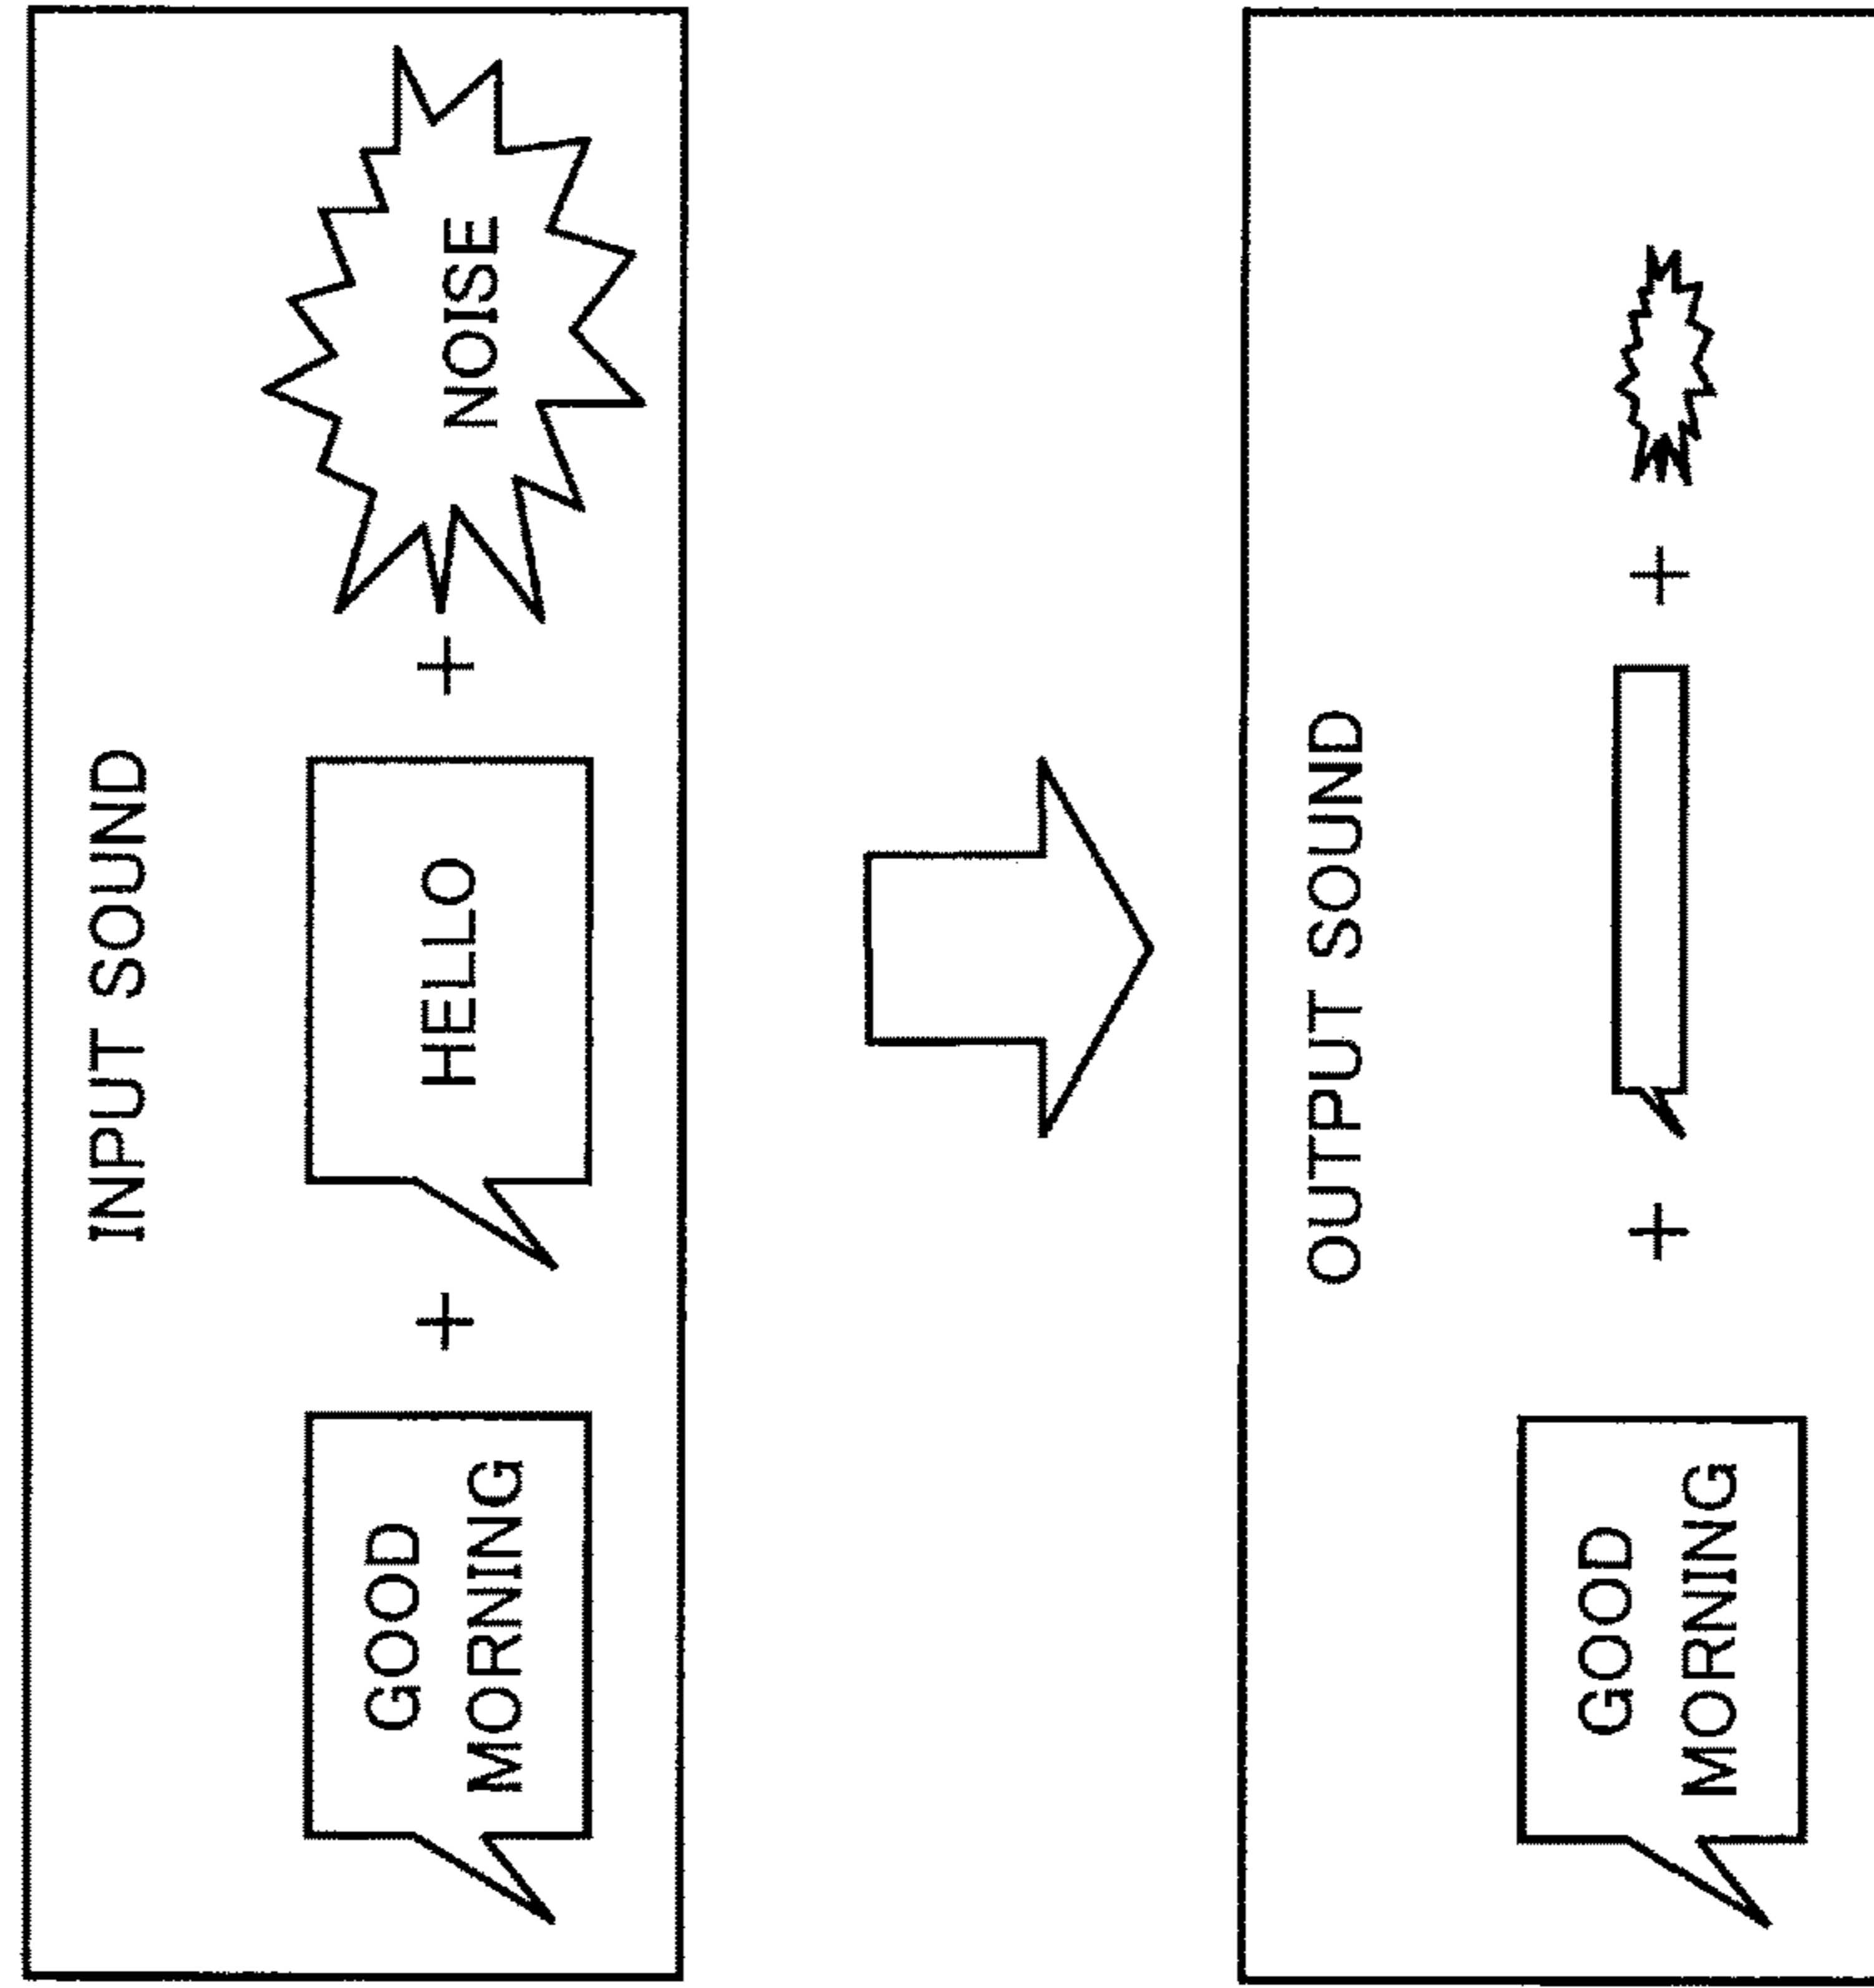 INPUT SOUND
GOOD
MORNING
+
HELLO
+
NOISE
OUTPUT SOUND
GOOD
MORNING
+
+